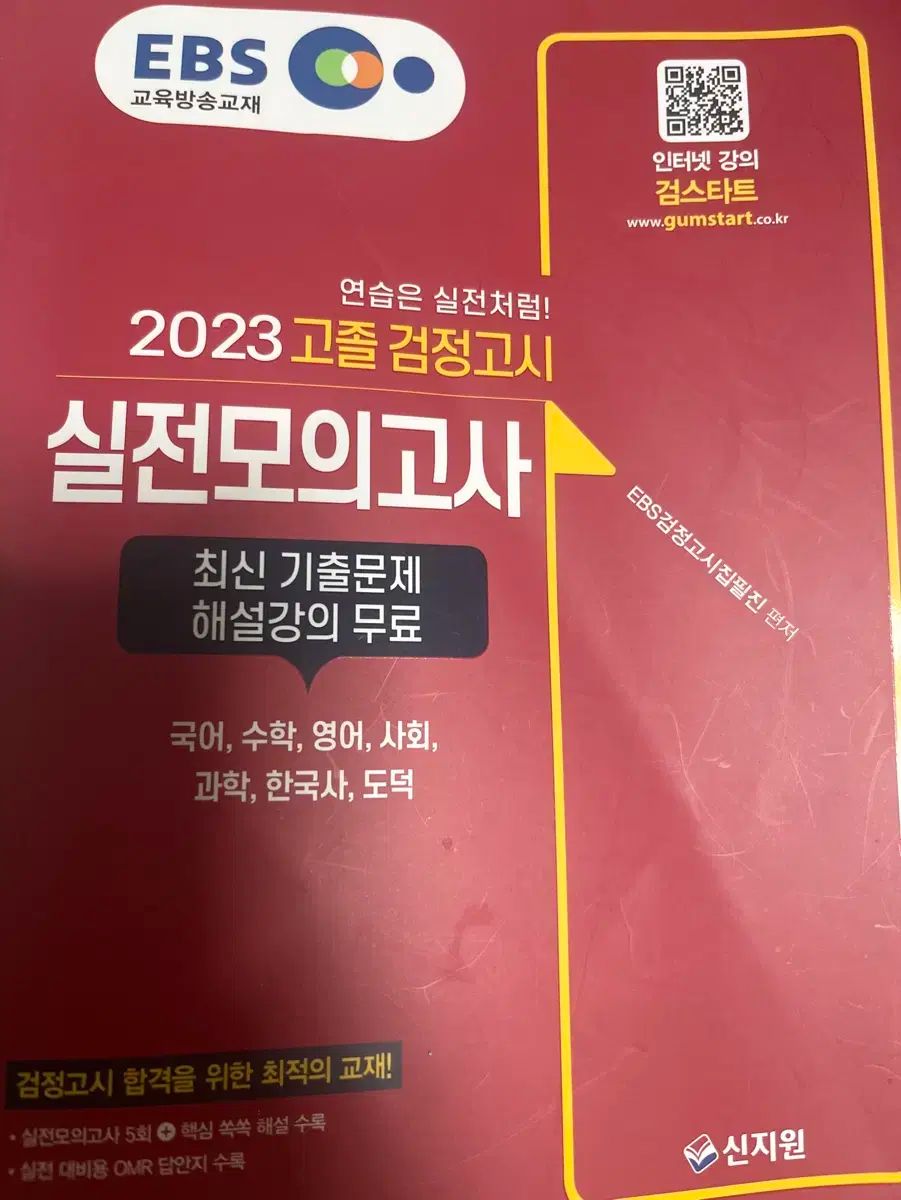 EBS
교육방송교재
인터넷 강의
검스타트
www.gumstart.co.kr
연습은 실전처럼!
2023 고졸 검정고시
실전모의고사
EBS검정고시집필진 편저
최신 기출문제
해설강의 무료
국어, 수학, 영어, 사회,
과학, 한국사, 도덕
검정고시 합격을 위한 최적의 교재!
• 실전모의고사 5회 + 핵심 쏙쏙 해설 수록
• 실전 대비용 OMR 답안지 수록
신지원